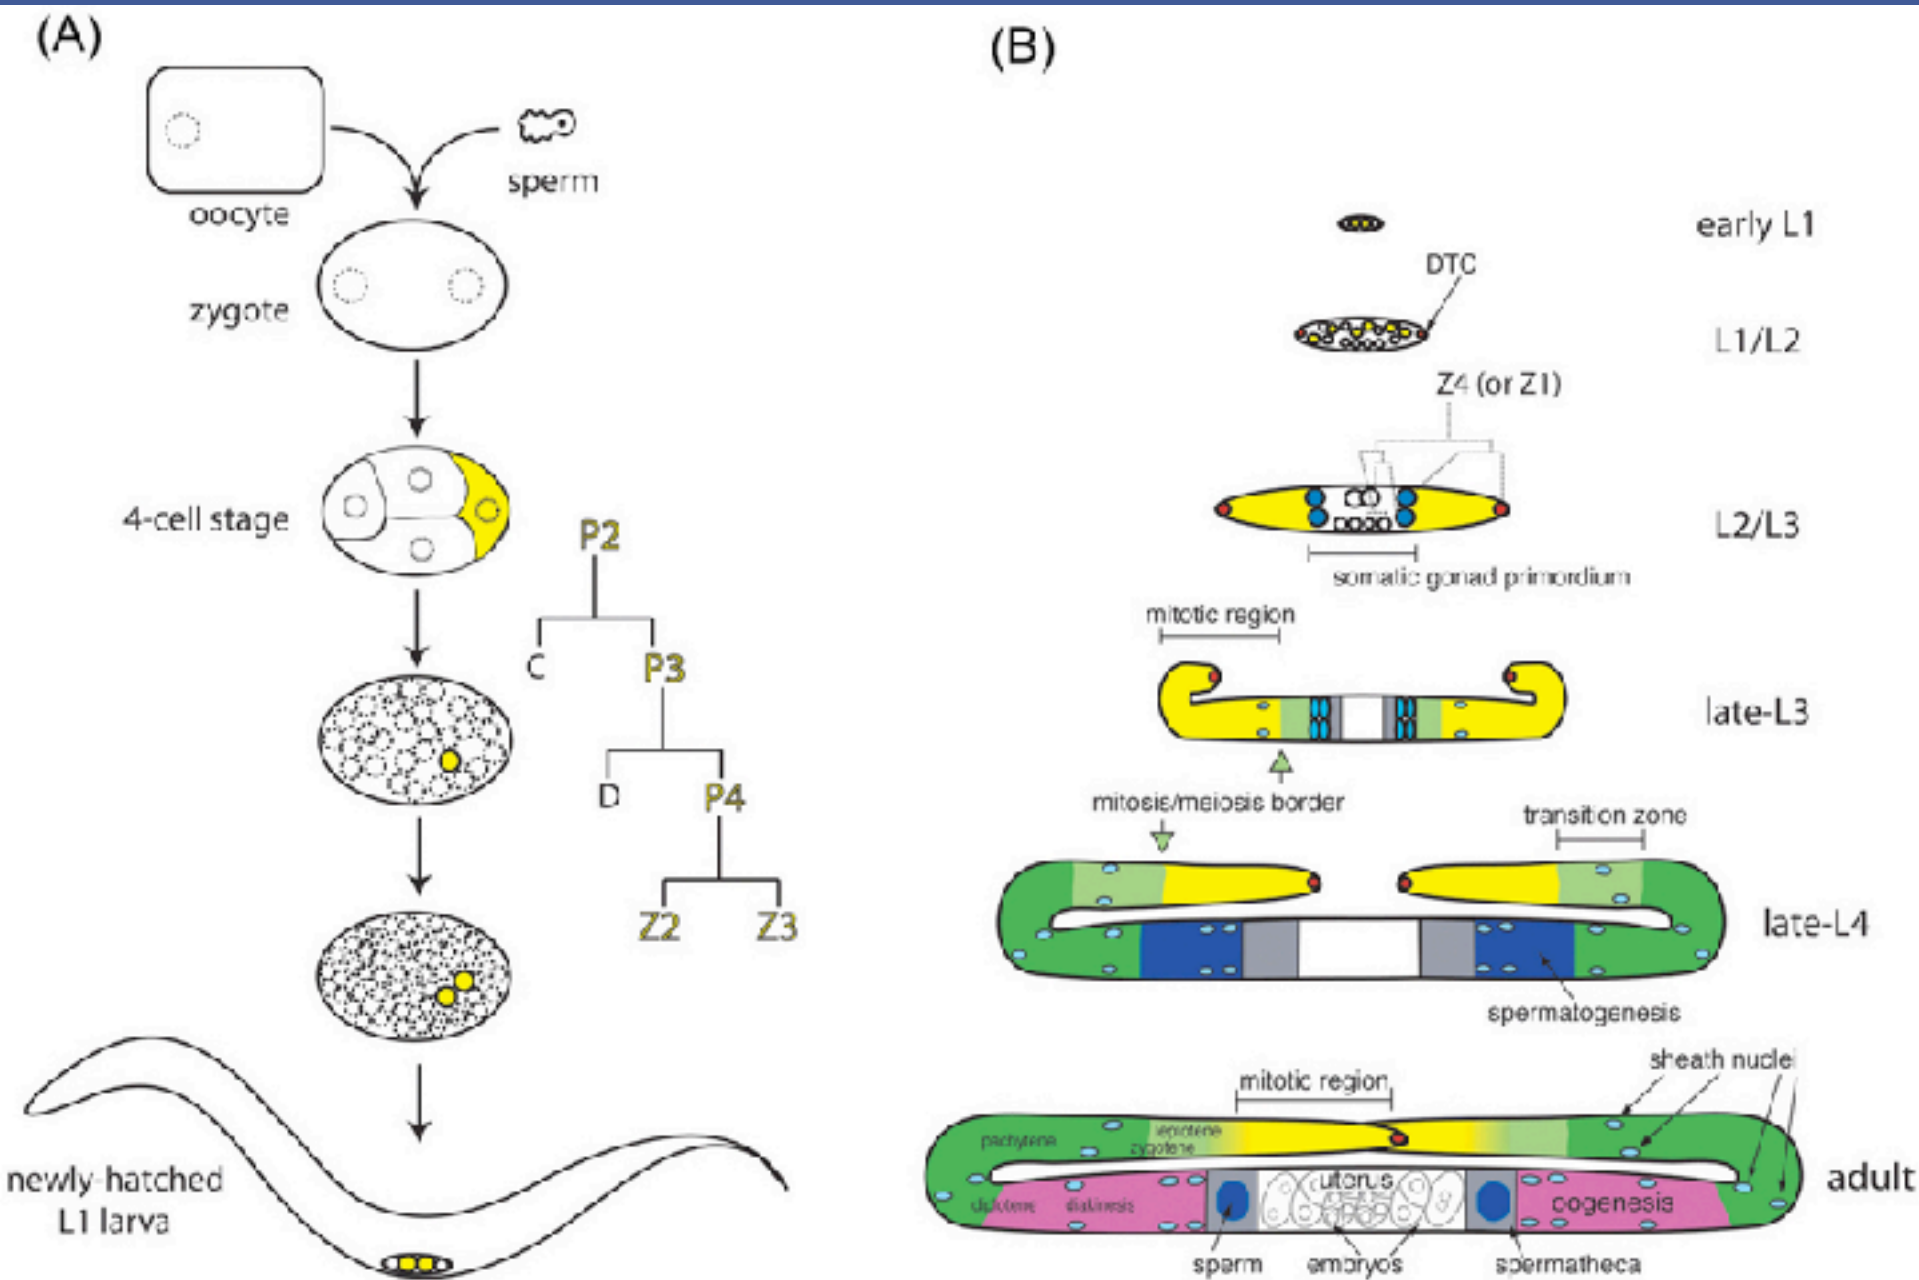 (A)
oocyte
sperm
zygote
4-cell stage
P2
C
P3
D
P4
Z2
Z3
newly-hatched
L1 larva
(B)
early L1
DTC
L1/L2
Z4 (or Z1)
L2/L3
somatic gonad primordium
mitotic region
late-L3
mitosis/meiosis border
transition zone
late-L4
spermatogenesis
sheath nuclei
mitotic region
pachytene
leptotene
zygotene
adult
uterus
diplotene
diakinesis
oogenesis
sperm
embryos
spermatheca